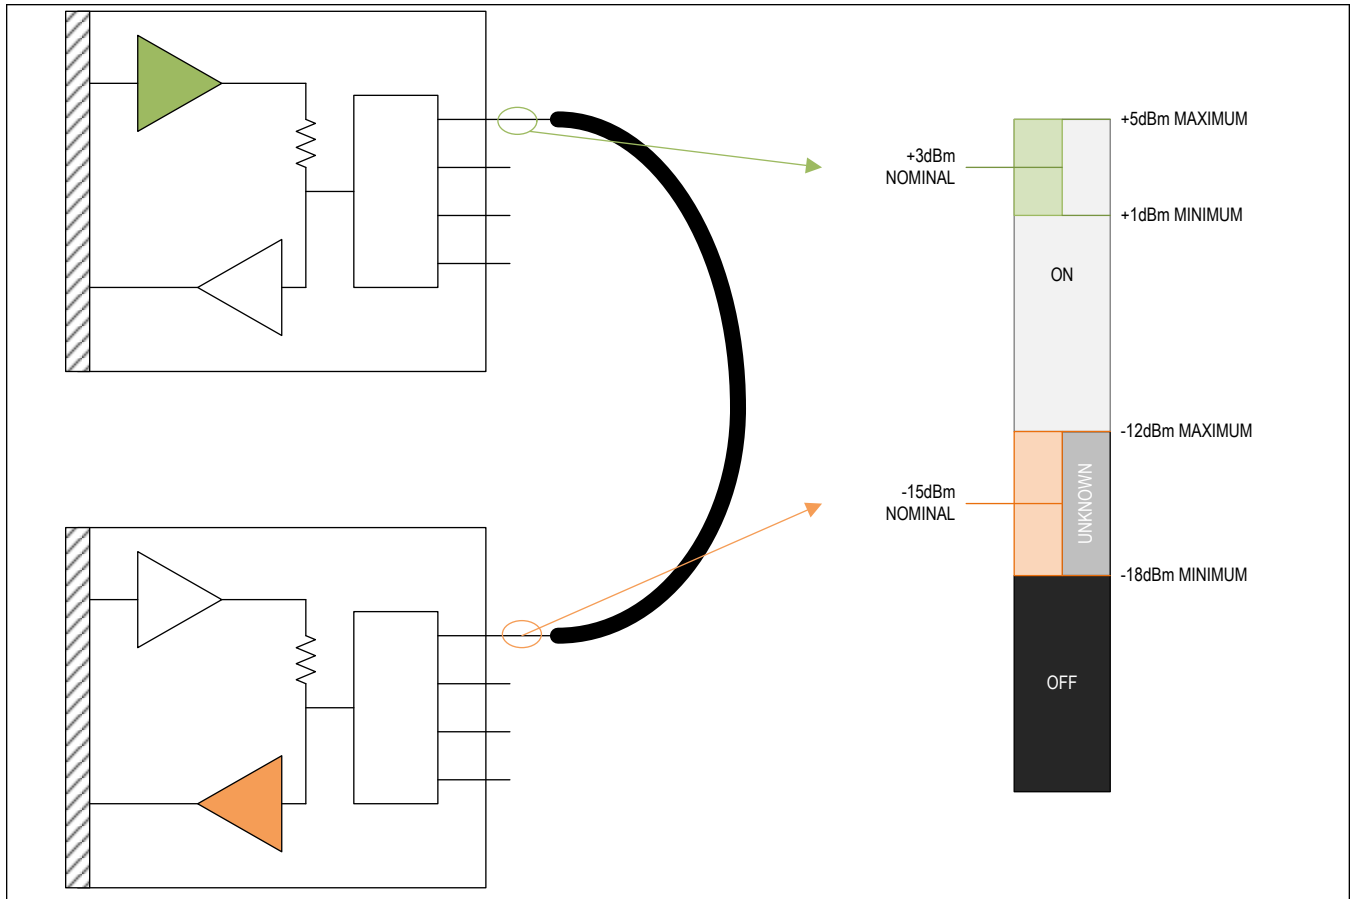 +5dBm MAXIMUM
+3dBm
NOMINAL
+1dBm MINIMUM
ON
-12dBm MAXIMUM
-15dBm
NOMINAL
UNKNOWN
-18dBm MINIMUM
OFF